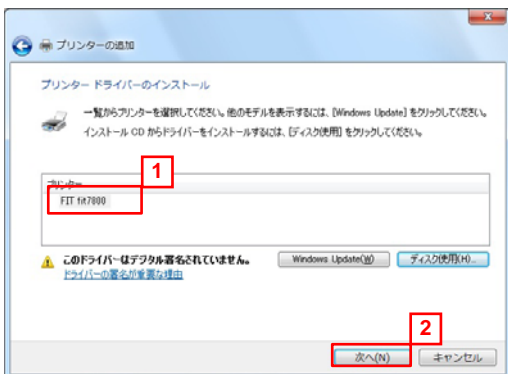 プリンターの追加
プリンター ドライバーのインストール
一覧からプリンターを選択してください。他のモデルを表示するには、[Windows Update] をクリックしてください。
インストール CD からドライバーをインストールするには、[ディスク使用] をクリックしてください。
1
プリンター
FIT fit7800
このドライバーはデジタル署名されていません。
Windows Update(W)
ディスク使用(H)...
ドライバーの署名が重要な理由
2
次へ(N)
キャンセル